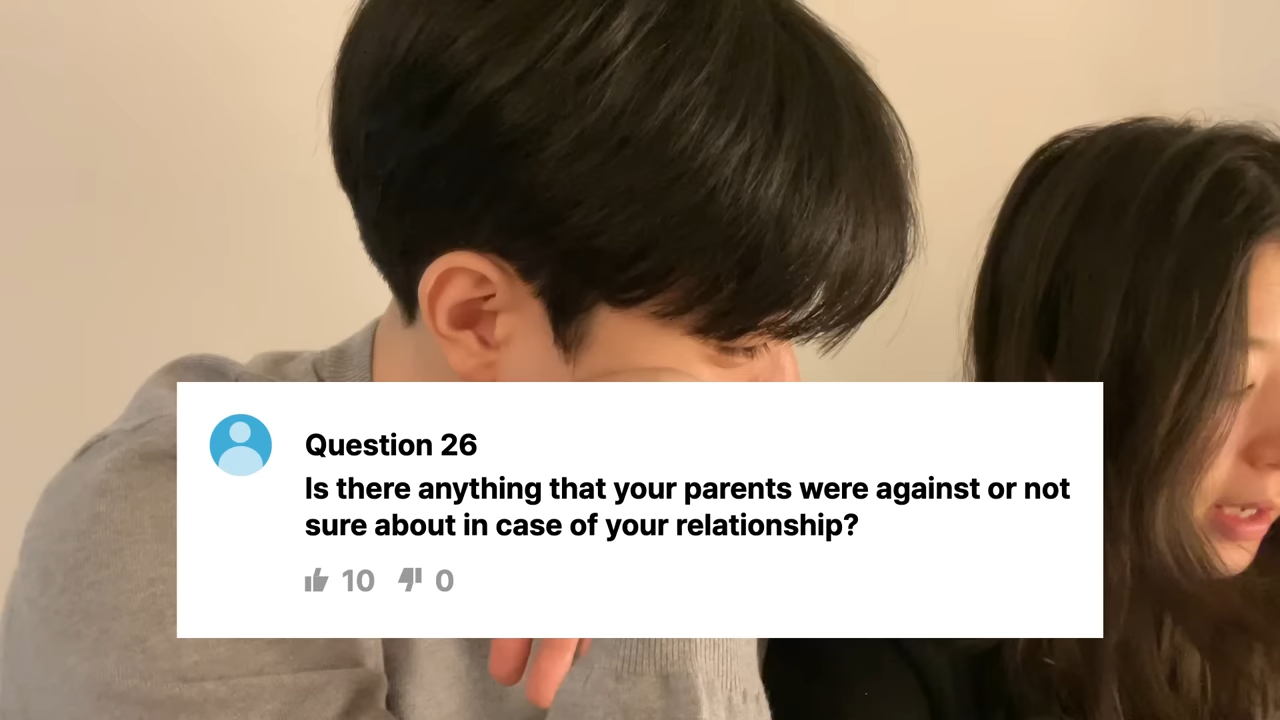 Question 26
Is there anything that your parents were against or not
sure about in case of your relationship?
10 0